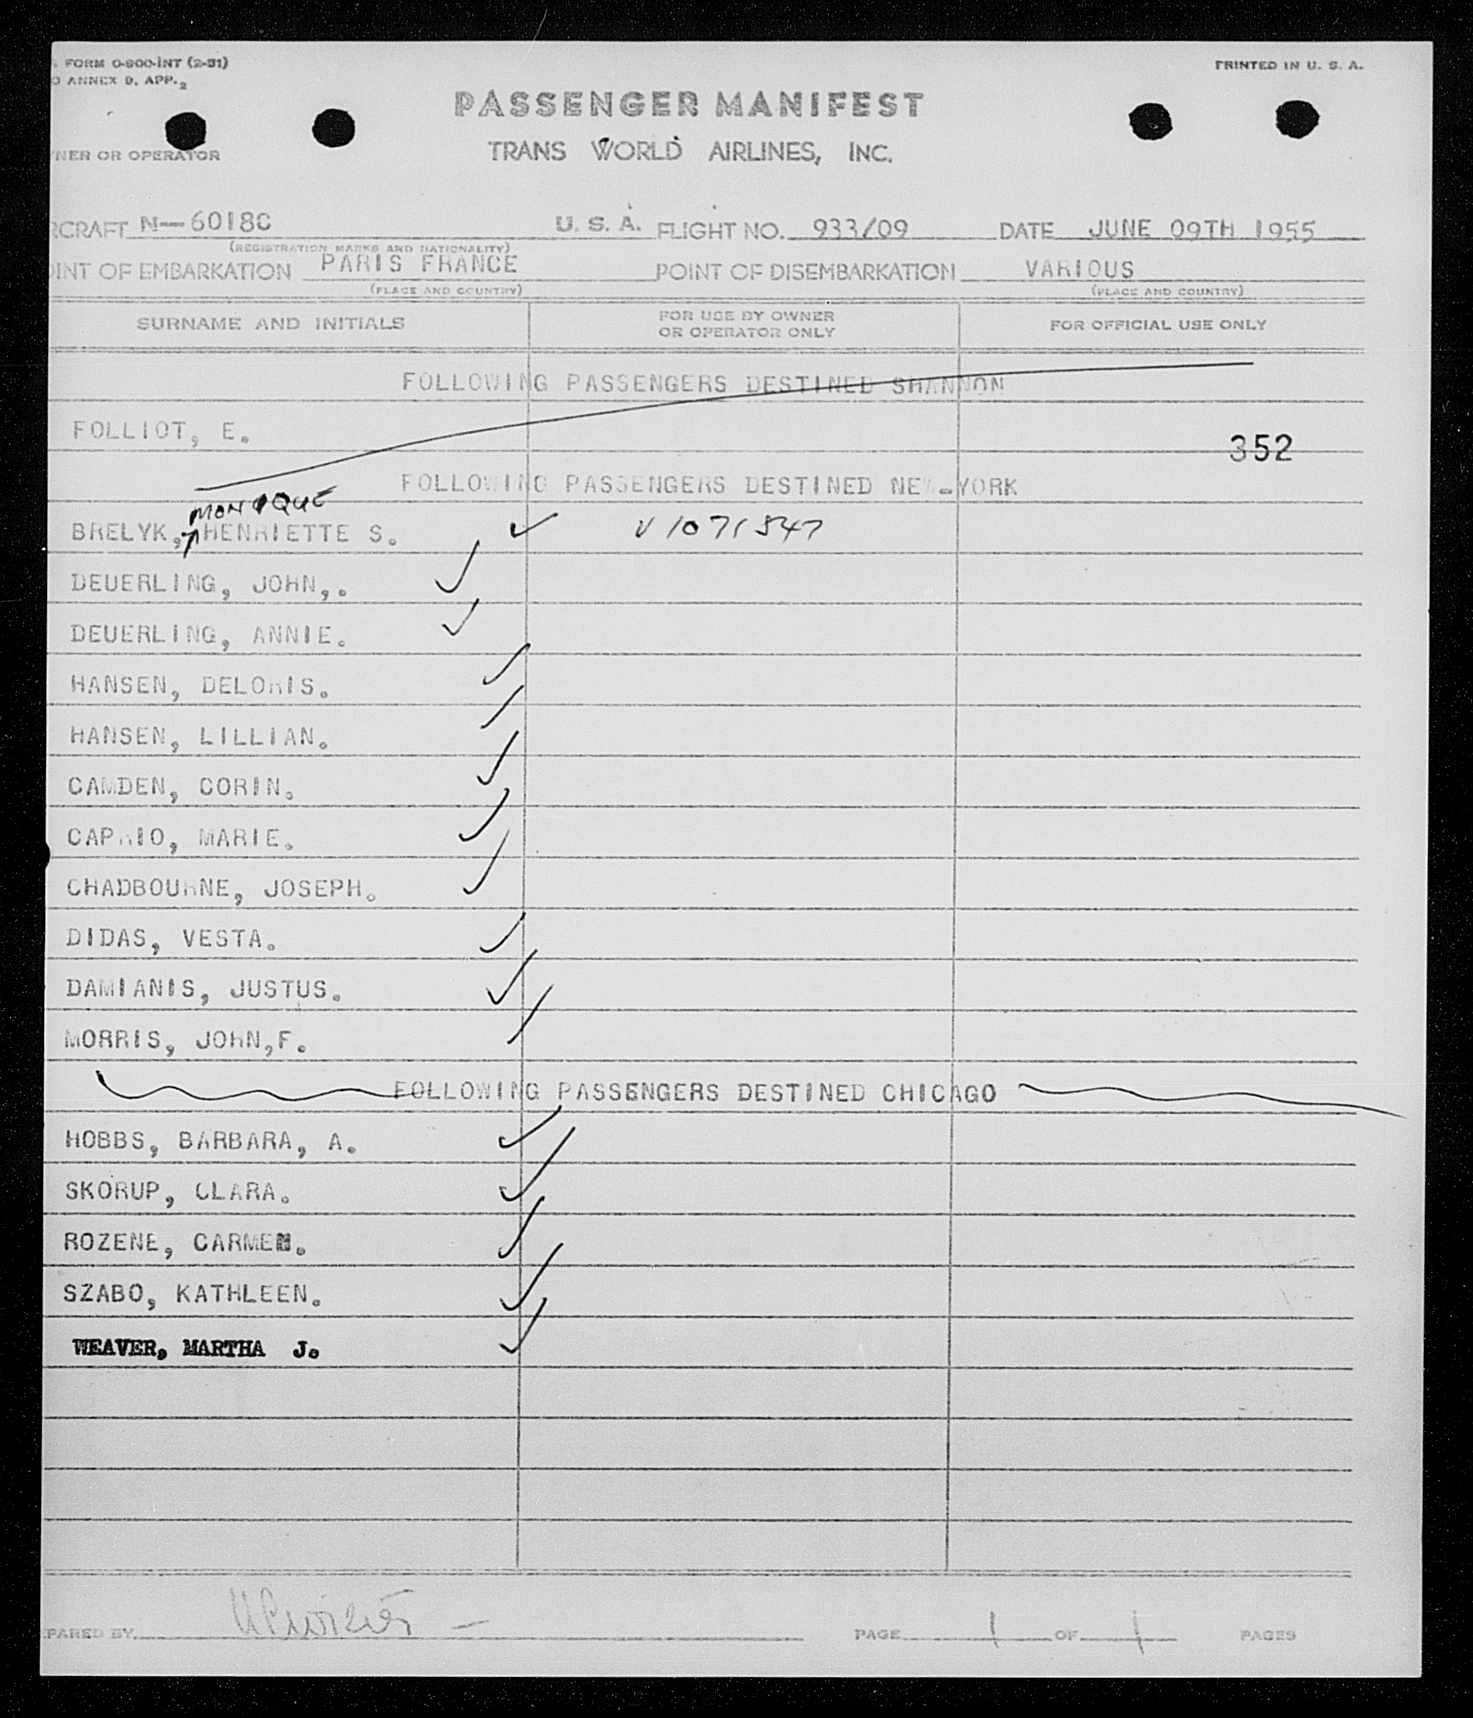 FORM O-800-INT (2-51)
ANNEX 9, APP. 2
PRINTED IN U. S. A.
PASSENGER MANIFEST
NER OR OPERATOR
TRANS WORLD AIRLINES, INC.
RCRAFT N--6018C U. S. A. FLIGHT NO. 933/09 DATE JUNE 09TH 1955
(REGISTRATION MARKS AND NATIONALITY)
OINT OF EMBARKATION PARIS FRANCE POINT OF DISEMBARKATION VARIOUS
(PLACE AND COUNTRY) (PLACE AND COUNTRY)
SURNAME AND INITIALS FOR USE BY OWNER OR OPERATOR ONLY FOR OFFICIAL USE ONLY
FOLLOWING PASSENGERS DESTINED SHANNON
FOLLIOT, E.
352
FOLLOWING PASSENGERS DESTINED NEW-YORK
MONIQUE
BRELYK, HENRIETTE S. ✓ V1071547
DEUERLING, JOHN,. ✓
DEUERLING, ANNIE. ✓
HANSEN, DELORIS. ✓
HANSEN, LILLIAN. ✓
CAMDEN, CORIN. ✓
CAPRIO, MARIE. ✓
CHADBOURNE, JOSEPH. ✓
DIDAS, VESTA. ✓
DAMIANIS, JUSTUS. ✓
MORRIS, JOHN,F. ✓
FOLLOWING PASSENGERS DESTINED CHICAGO
HOBBS, BARBARA, A. ✓
SKORUP, CLARA. ✓
ROZENE, CARMEN. ✓
SZABO, KATHLEEN. ✓
WEAVER, MARTHA J. ✓
PARED BY PAGE 1 OF 1 PAGES